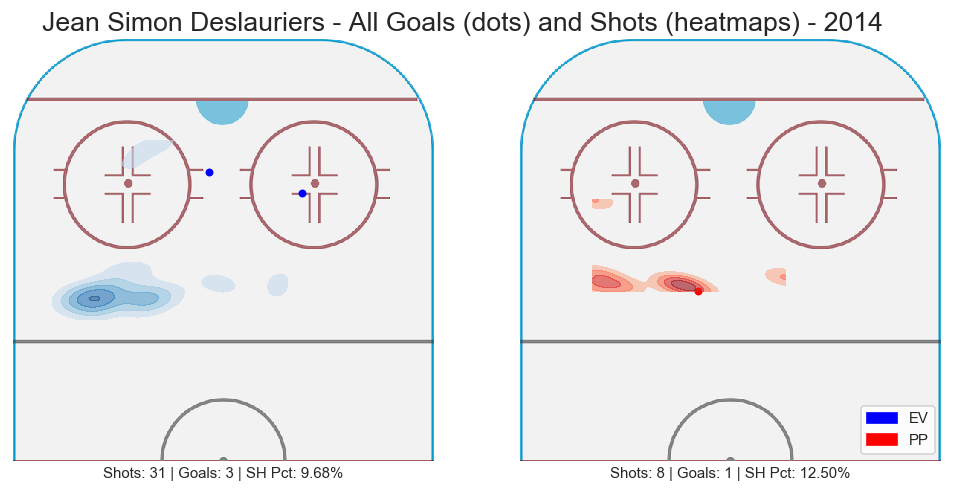 Jean Simon Deslauriers - All Goals (dots) and Shots (heatmaps) - 2014
EV
PP
Shots: 31 | Goals: 3 | SH Pct: 9.68%
Shots: 8 | Goals: 1 | SH Pct: 12.50%